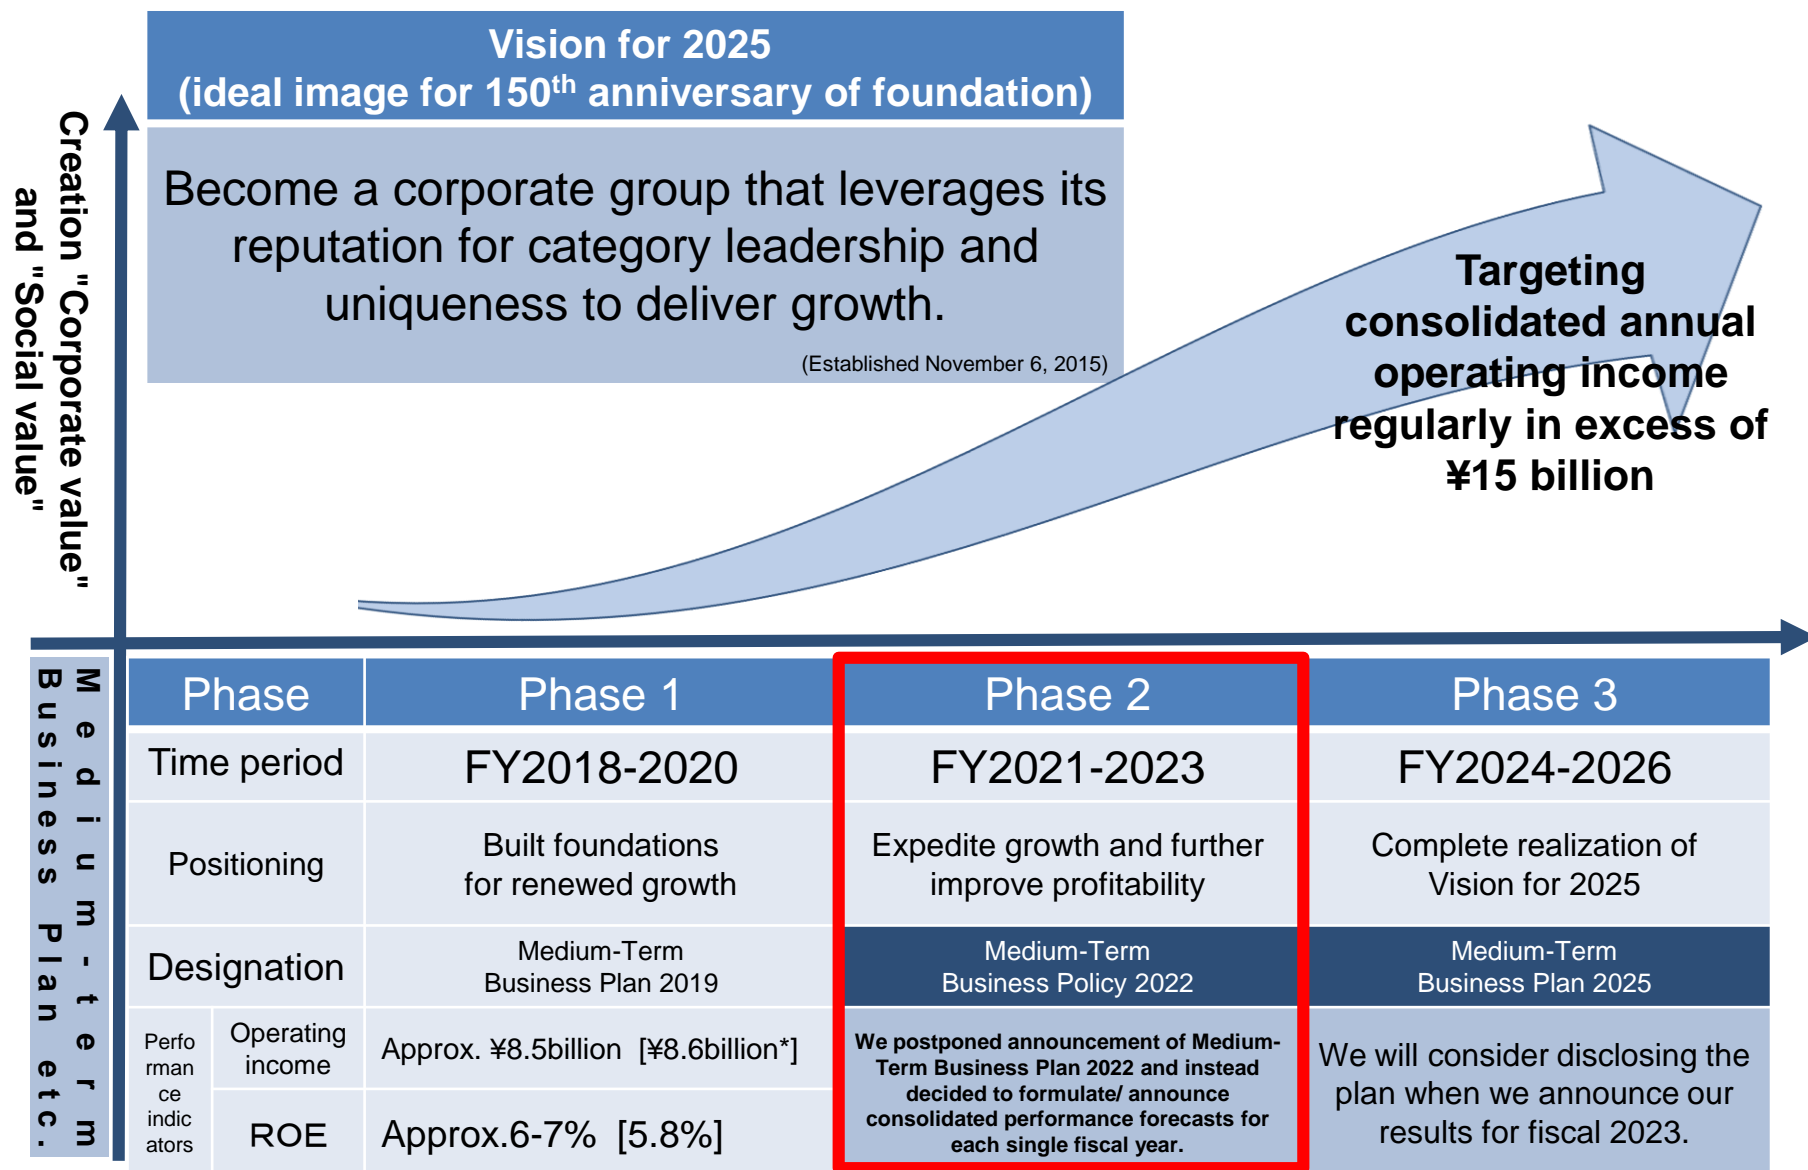 Vision for 2025
(ideal image for 150th anniversary of foundation)
Become a corporate group that leverages its
reputation for category leadership and
uniqueness to deliver growth.
(Established November 6, 2015)
Creation "Corporate value"
and "Social value"
Targeting
consolidated annual
operating income
regularly in excess of
¥15 billion
Medium-term
Business Plan etc.
Phase
Phase 1
Phase 2
Phase 3
Time period
FY2018-2020
FY2021-2023
FY2024-2026
Positioning
Built foundations
for renewed growth
Expedite growth and further
improve profitability
Complete realization of
Vision for 2025
Designation
Medium-Term
Business Plan 2019
Medium-Term
Business Policy 2022
Medium-Term
Business Plan 2025
Perfo
rman
ce
indic
ators
Operating
income
Approx. ¥8.5billion [¥8.6billion*]
ROE
Approx.6-7% [5.8%]
We postponed announcement of Medium-
Term Business Plan 2022 and instead
decided to formulate/ announce
consolidated performance forecasts for
each single fiscal year.
We will consider disclosing the
plan when we announce our
results for fiscal 2023.